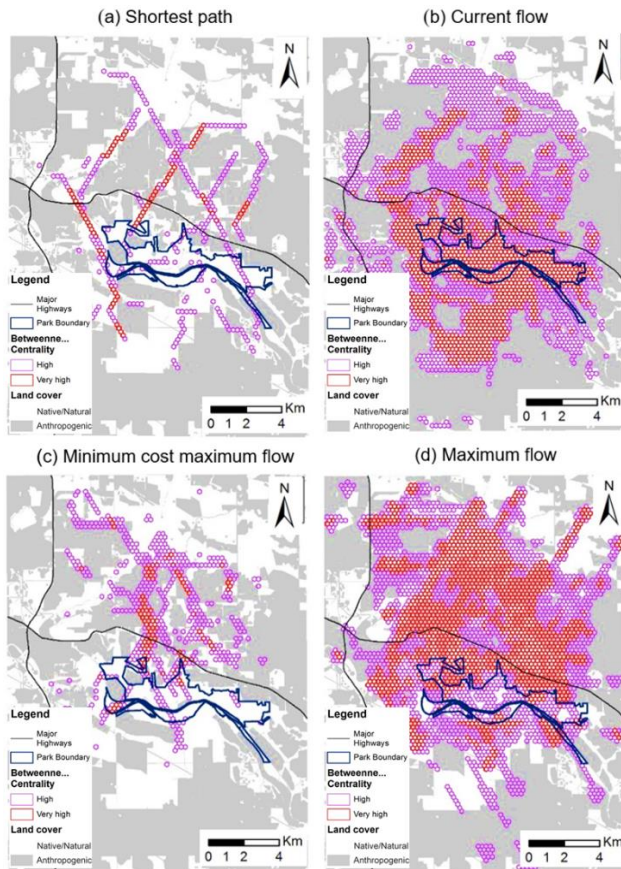 (a) Shortest path
N
Legend
Major
Highways
Park Boundary
Betweenne...
Centrality
High
Very high
Land cover
Native/Natural
Anthropogenic
Km
0 2 4
(b) Current flow
N
Legend
Major
Highways
Park Boundary
Betweenne...
Centrality
High
Very high
Land cover
Native/Natural
Anthropogenic
Km
0 2 4
(c) Minimum cost maximum flow
N
Legend
Major
Highways
Park Boundary
Betweenne...
Centrality
High
Very high
Land cover
Native/Natural
Anthropogenic
Km
0 2 4
(d) Maximum flow
N
Legend
Major
Highways
Park Boundary
Betweenne...
Centrality
High
Very high
Land cover
Native/Natural
Anthropogenic
Km
0 2 4